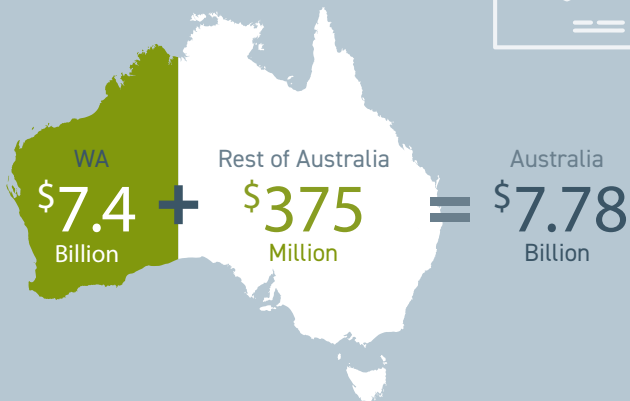 WA
$7.4
Billion
+
Rest of Australia
$375
Million
=
Australia
$7.78
Billion